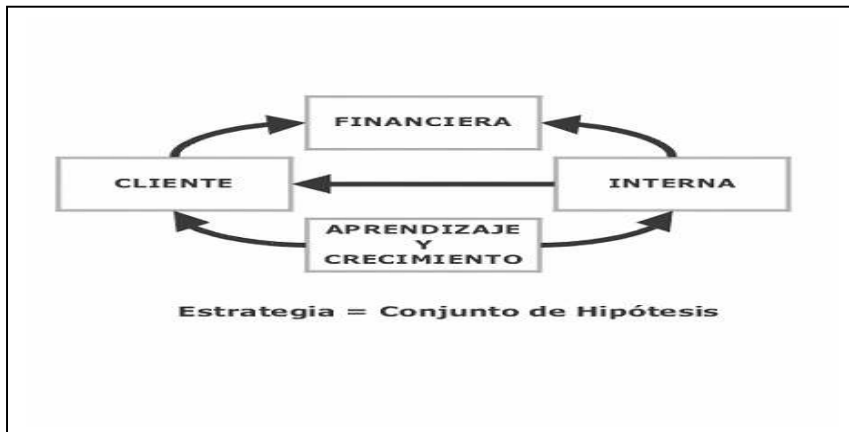 FINANCIERA
CLIENTE
INTERNA
APRENDIZAJE
Y
CRECIMIENTO
Estrategia = Conjunto de Hipótesis